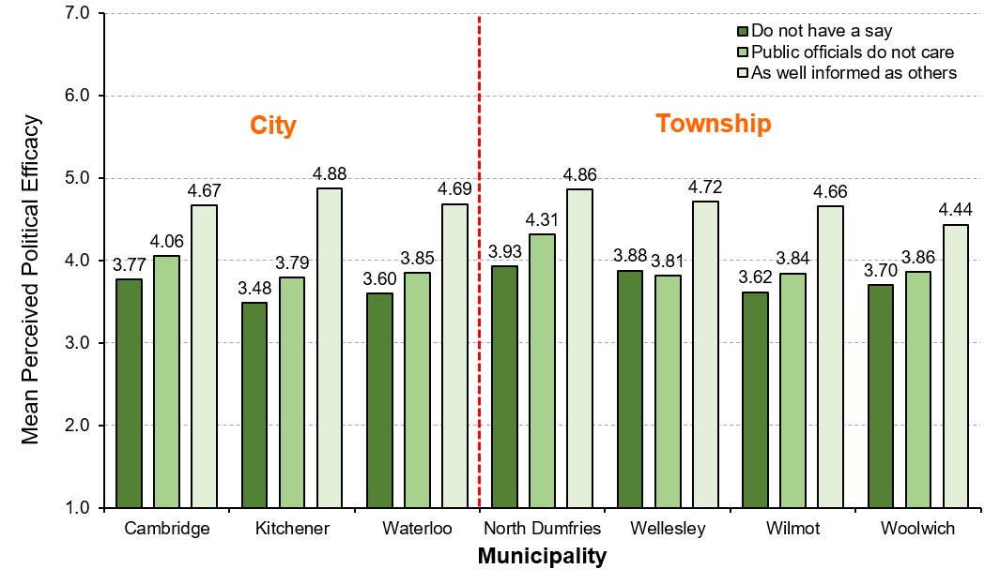 7.0
6.0
5.0
4.0
3.0
2.0
1.0
Mean Perceived Political Efficacy
Do not have a say
Public officials do not care
As well informed as others
City
Township
3.77 4.06 4.67
3.48 3.79 4.88
3.60 3.85 4.69
3.93 4.31 4.86
3.88 3.81 4.72
3.62 3.84 4.66
3.70 3.86 4.44
Cambridge Kitchener Waterloo North Dumfries Wellesley Wilmot Woolwich
Municipality